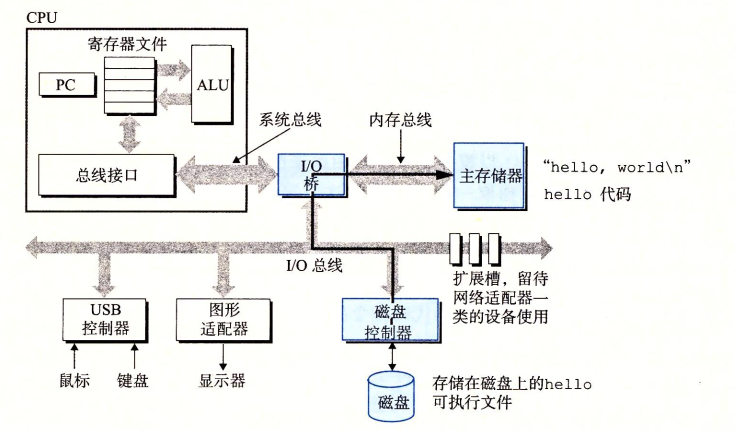 CPU
寄存器文件
PC
ALU
系统总线
内存总线
总线接口
I/O
桥
主存储器
“hello, world\n”
hello 代码
I/O 总线
扩展槽，留待
网络适配器一
类的设备使用
USB
控制器
图形
适配器
磁盘
控制器
鼠标
键盘
显示器
磁盘
存储在磁盘上的hello
可执行文件